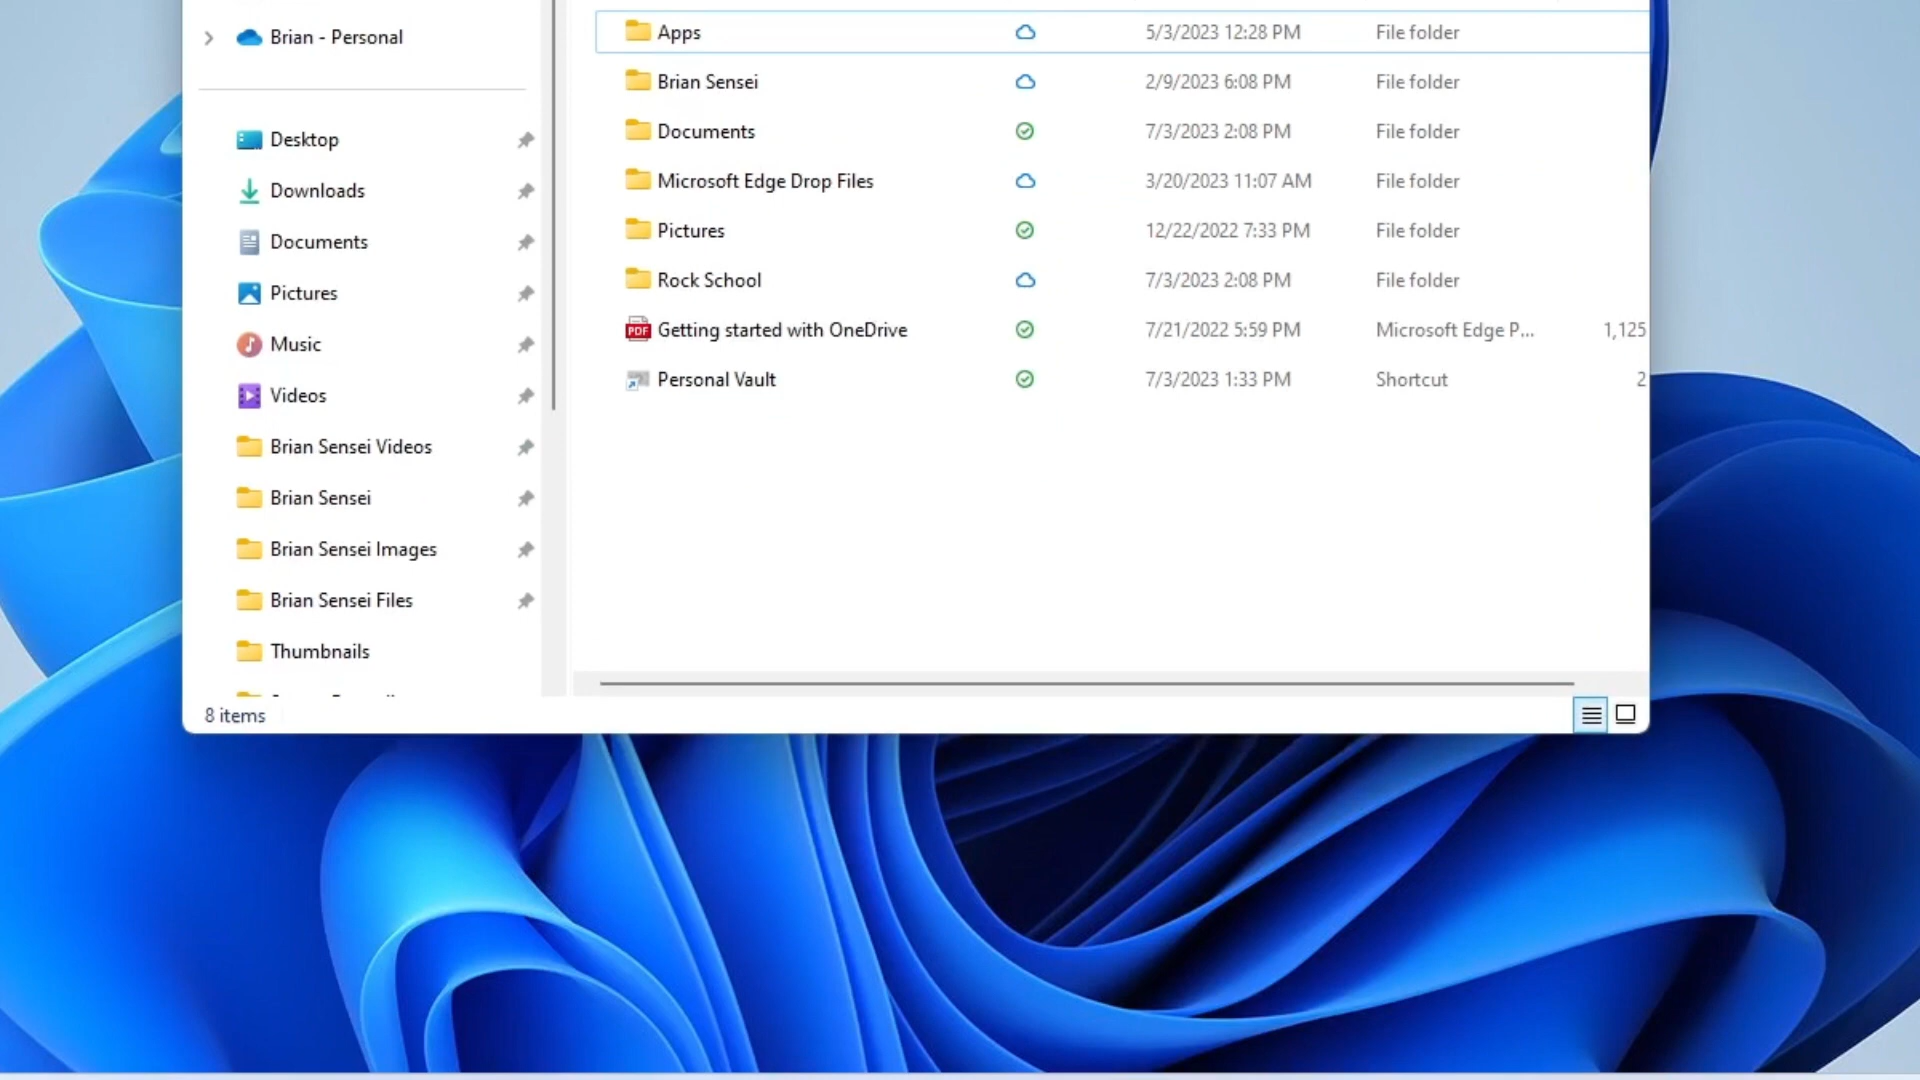 Brian - Personal
Desktop
Downloads
Documents
Pictures
Music
Videos
Brian Sensei Videos
Brian Sensei
Brian Sensei Images
Brian Sensei Files
Thumbnails
Apps 5/3/2023 12:28 PM File folder
Brian Sensei 2/9/2023 6:08 PM File folder
Documents 7/3/2023 2:08 PM File folder
Microsoft Edge Drop Files 3/20/2023 11:07 AM File folder
Pictures 12/22/2022 7:33 PM File folder
Rock School 7/3/2023 2:08 PM File folder
PDF Getting started with OneDrive 7/21/2022 5:59 PM Microsoft Edge P... 1,125
Personal Vault 7/3/2023 1:33 PM Shortcut 2
8 items